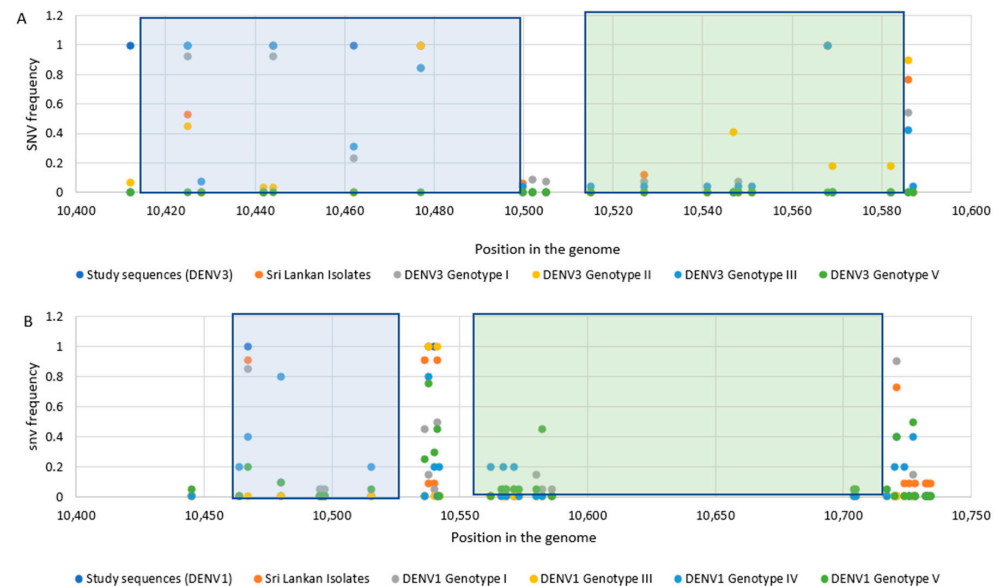 A
1.2
1
0.8
0.6
0.4
0.2
0
SNV frequency
10,400 10,420 10,440 10,460 10,480 10,500 10,520 10,540 10,560 10,580 10,600
Position in the genome
Study sequences (DENV3) Sri Lankan Isolates DENV3 Genotype I DENV3 Genotype II DENV3 Genotype III DENV3 Genotype V
B
1.2
1
0.8
0.6
0.4
0.2
0
snv frequency
10,400 10,450 10,500 10,550 10,600 10,650 10,700 10,750
Position in the genome
Study sequences (DENV1) Sri Lankan Isolates DENV1 Genotype I DENV1 Genotype III DENV1 Genotype IV DENV1 Genotype V